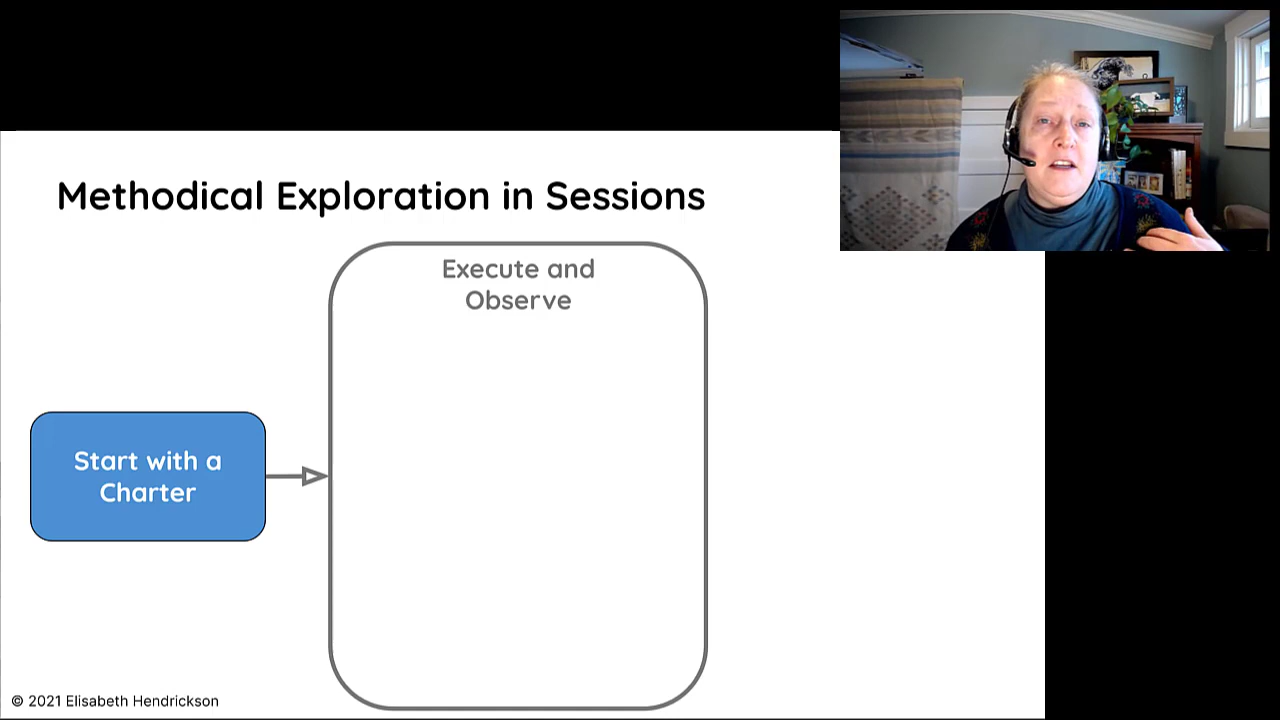 Methodical Exploration in Sessions
Execute and
Observe
Start with a
Charter
© 2021 Elisabeth Hendrickson